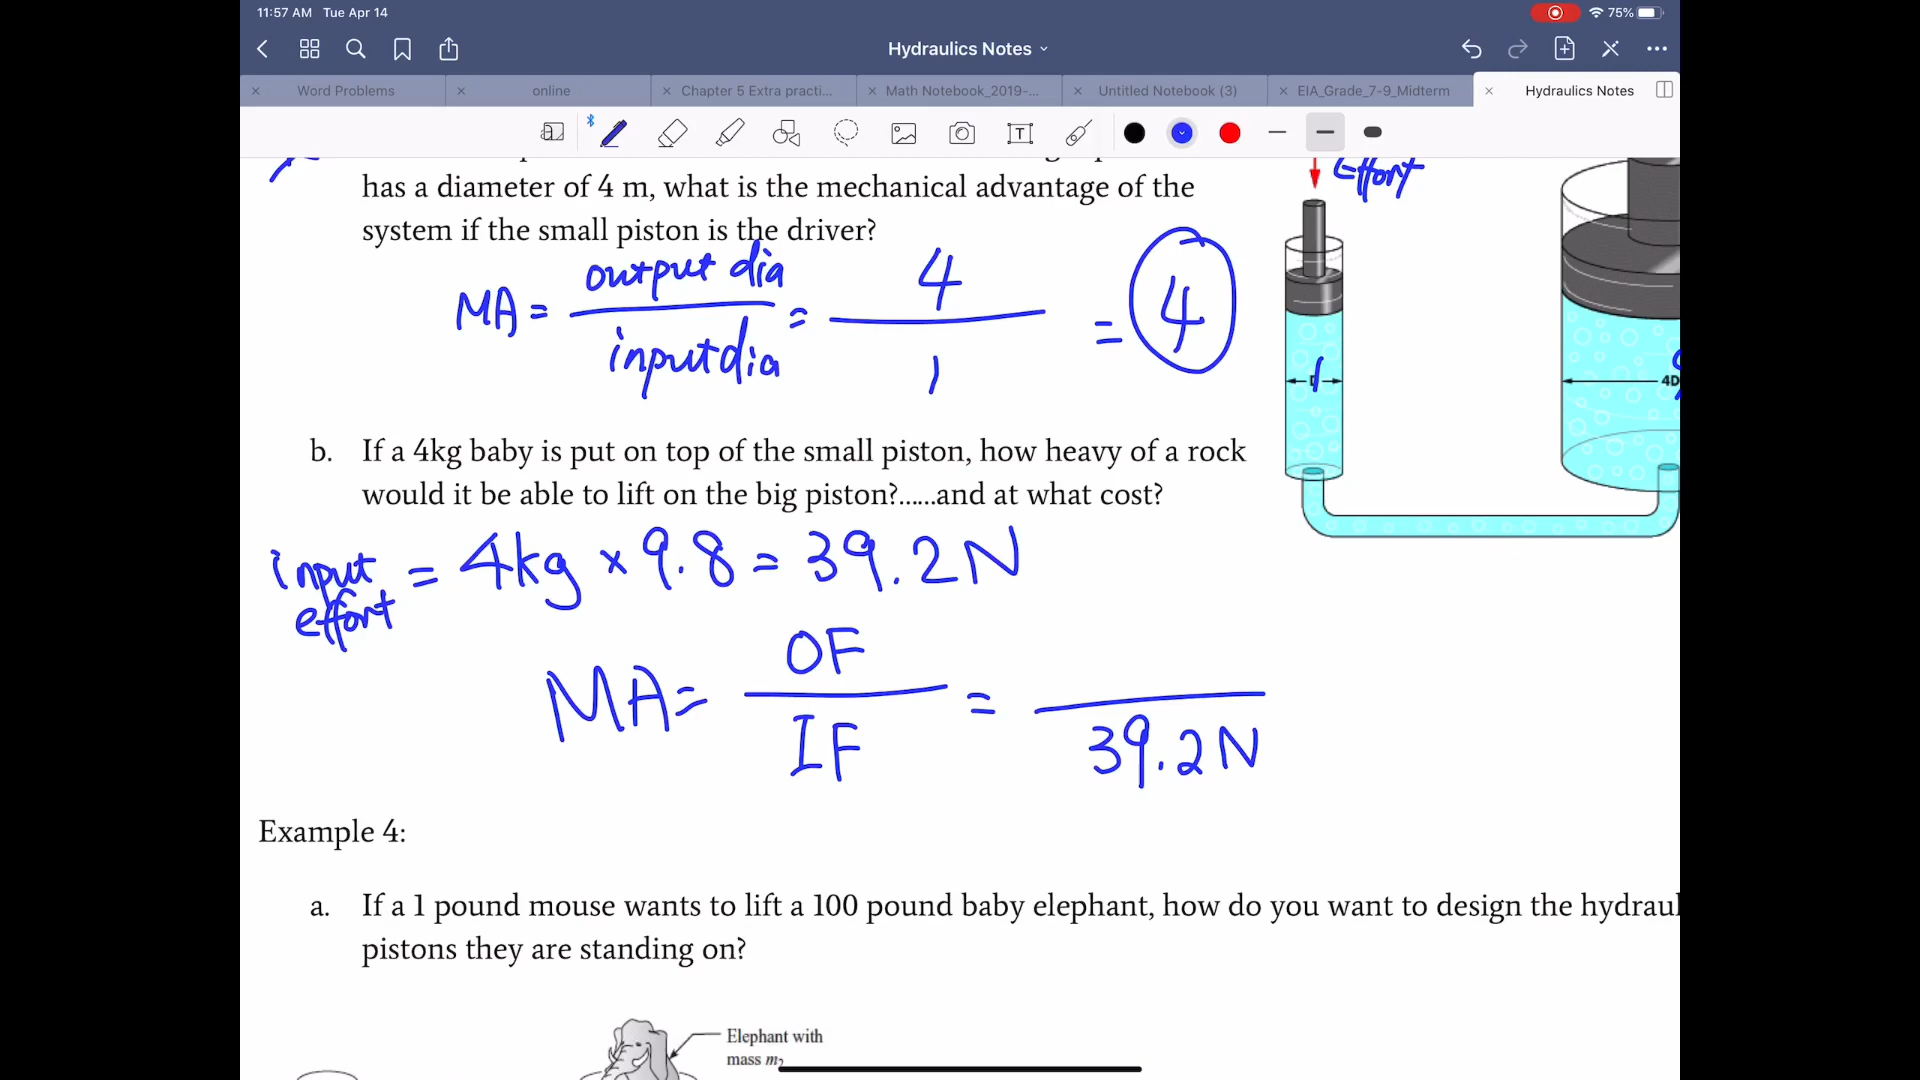 11:57 AM Tue Apr 14
75%
Hydraulics Notes
Word Problems
online
Chapter 5 Extra practi...
Math Notebook_2019-...
Untitled Notebook (3)
EIA_Grade_7-9_Midterm
Hydraulics Notes
Effort
has a diameter of 4 m, what is the mechanical advantage of the
system if the small piston is the driver?
MA = output dia / input dia = 4 / 1 = 4
1
4D
b. If a 4kg baby is put on top of the small piston, how heavy of a rock
would it be able to lift on the big piston?......and at what cost?
input effort = 4kg × 9.8 = 39.2 N
MA = OF / IF = / 39.2 N
Example 4:
a. If a 1 pound mouse wants to lift a 100 pound baby elephant, how do you want to design the hydraul
pistons they are standing on?
Elephant with
mass m2